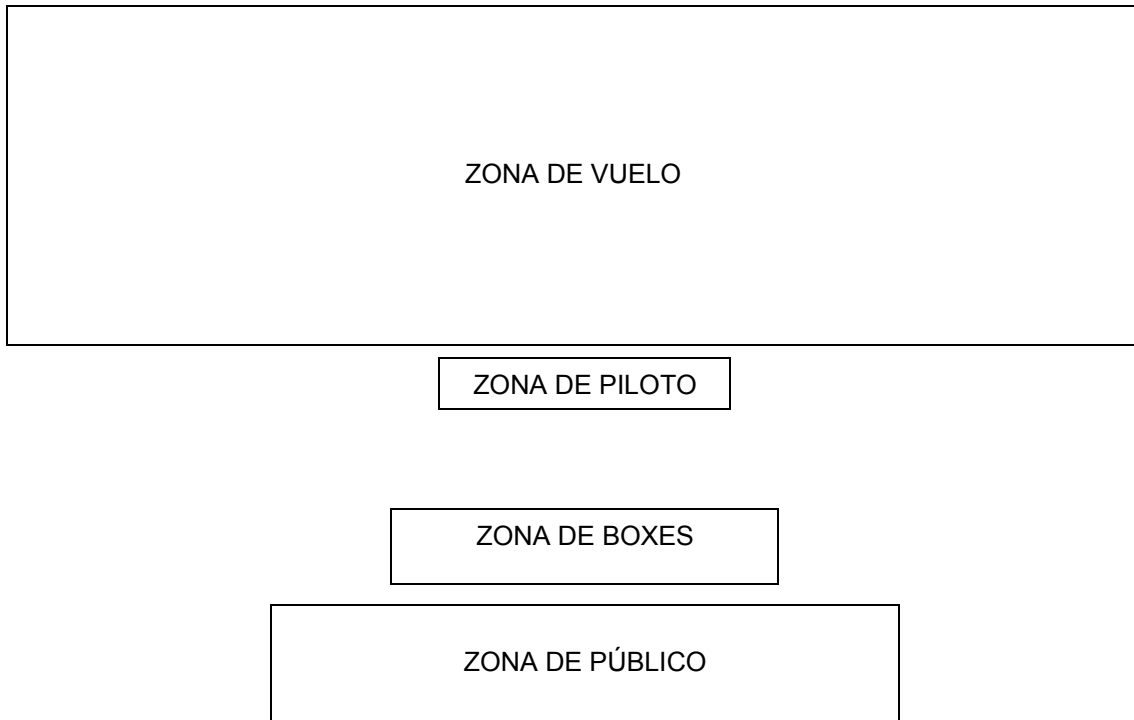 ZONA DE VUELO
ZONA DE PILOTO
ZONA DE BOXES
ZONA DE PÚBLICO